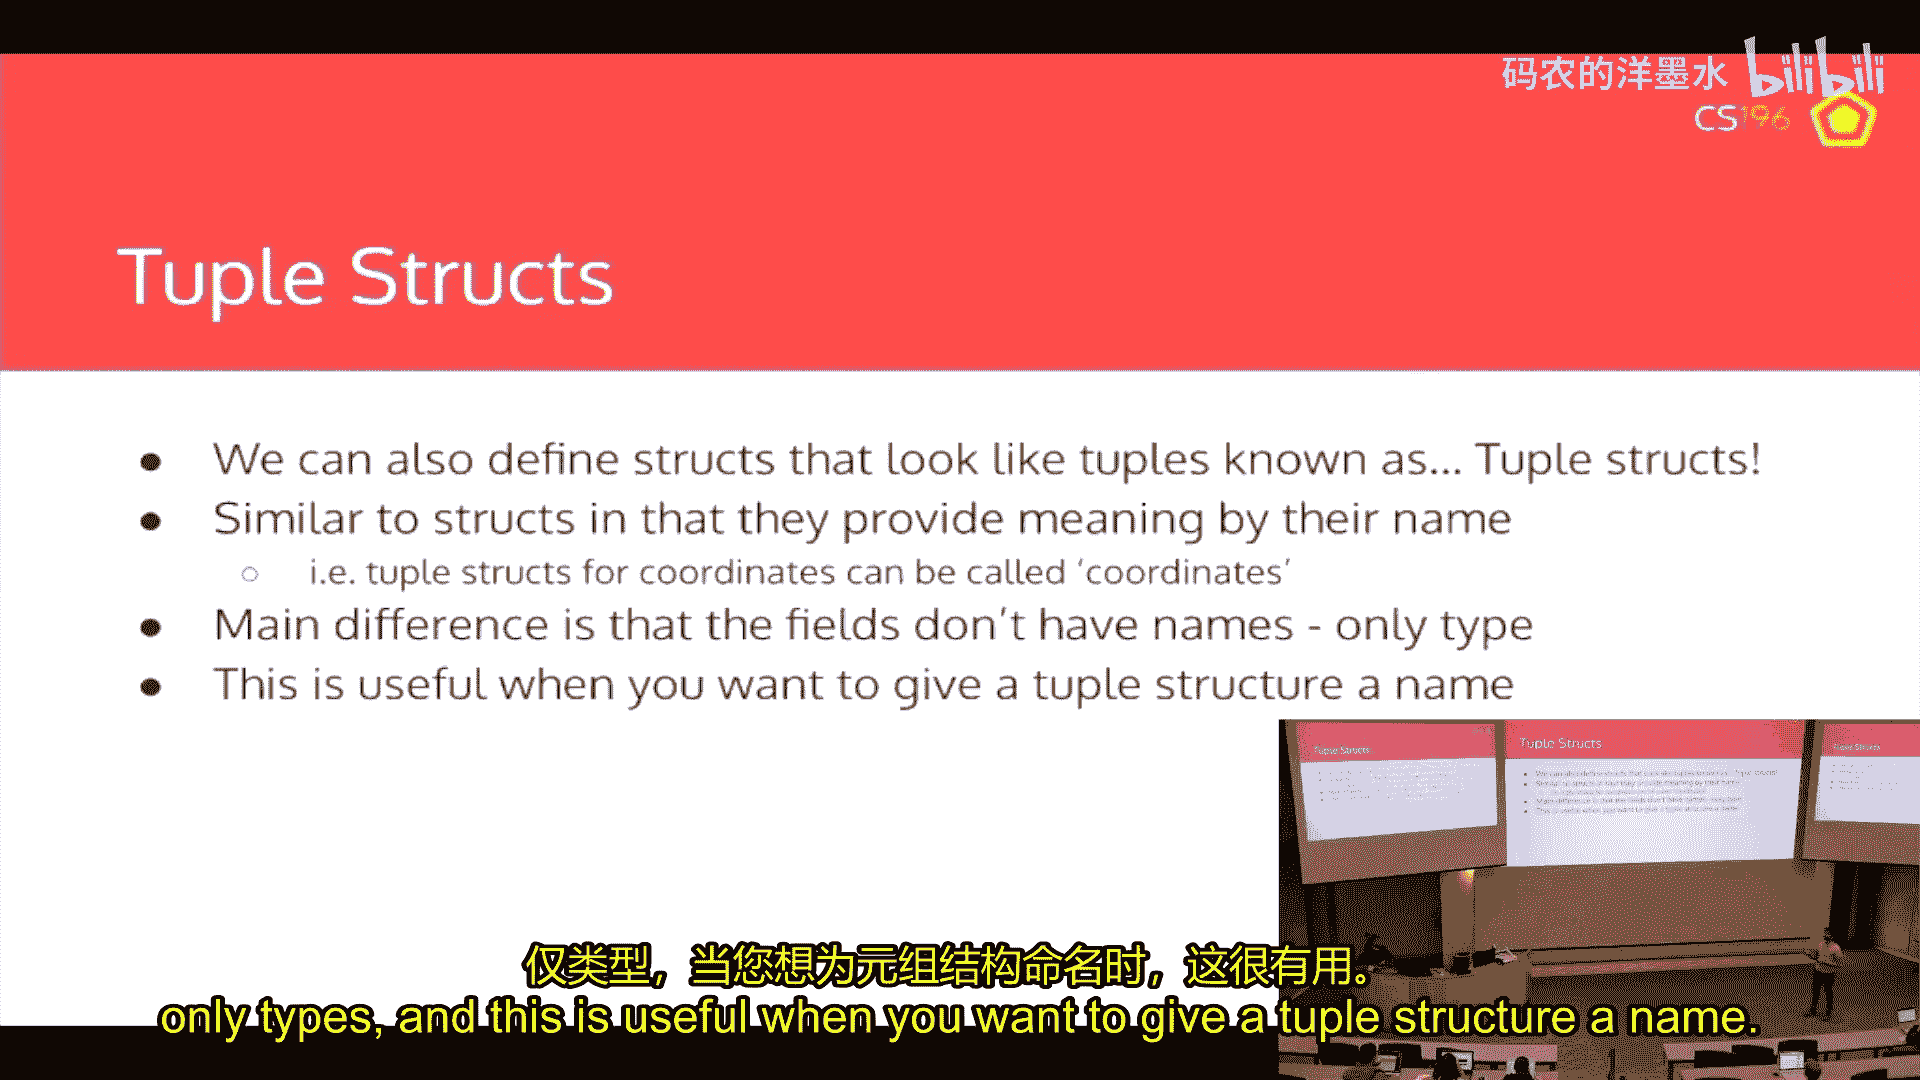 码农的洋墨水 bilibili
CS196
Tuple Structs
● We can also define structs that look like tuples known as... Tuple structs!
● Similar to structs in that they provide meaning by their name
○ i.e. tuple structs for coordinates can be called ‘coordinates’
● Main difference is that the fields don’t have names - only type
● This is useful when you want to give a tuple structure a name
Tuple Structs
Tuple Structs
Tuple Structs
仅类型，当您想为元组结构命名时，这很有用。
only types, and this is useful when you want to give a tuple structure a name.